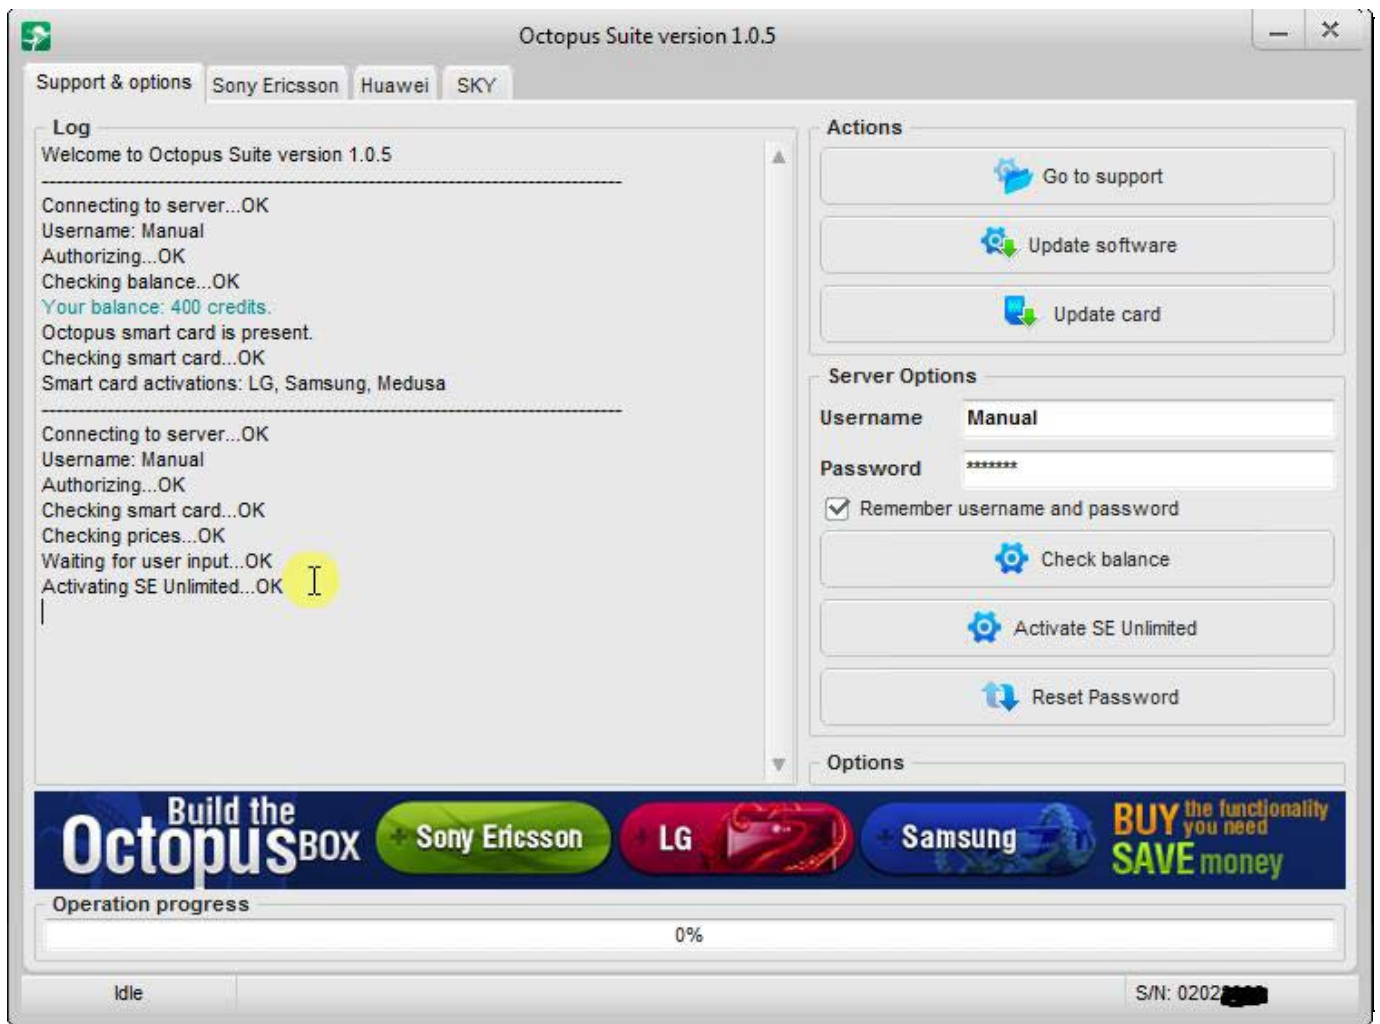 Octopus Suite version 1.0.5
Support & options
Sony Ericsson
Huawei
SKY
Log
Welcome to Octopus Suite version 1.0.5
Connecting to server...OK
Username: Manual
Authorizing...OK
Checking balance...OK
Your balance: 400 credits.
Octopus smart card is present.
Checking smart card...OK
Smart card activations: LG, Samsung, Medusa
Connecting to server...OK
Username: Manual
Authorizing...OK
Checking smart card...OK
Checking prices...OK
Waiting for user input...OK
Activating SE Unlimited...OK
Actions
Go to support
Update software
Update card
Server Options
Username Manual
Password *******
Remember username and password
Check balance
Activate SE Unlimited
Reset Password
Options
Build the
OctopusBOX
+ Sony Ericsson
+ LG
+ Samsung
BUY the functionality
you need
SAVE money
Operation progress
0%
Idle
S/N: 0202